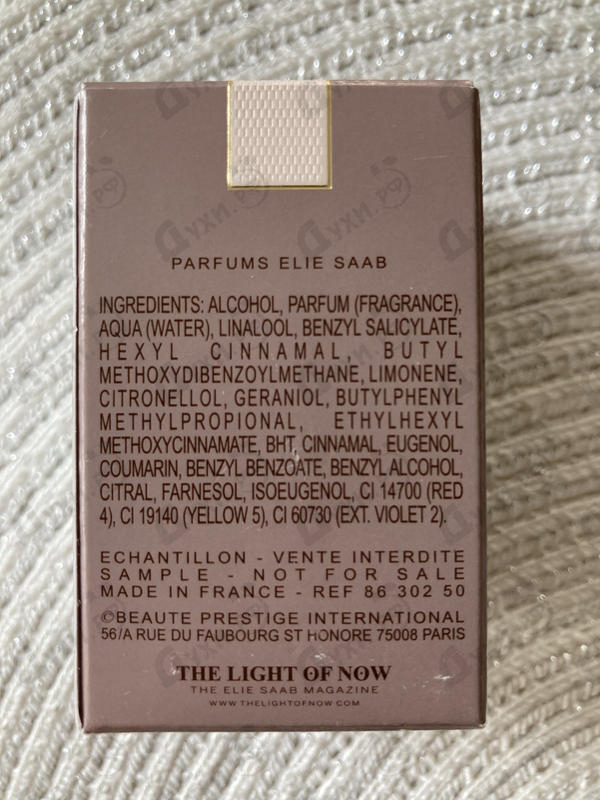 PARFUMS ELIE SAAB
INGREDIENTS: ALCOHOL, PARFUM (FRAGRANCE),
AQUA (WATER), LINALOOL, BENZYL SALICYLATE,
HEXYL CINNAMAL, BUTYL
METHOXYDIBENZOYLMETHANE, LIMONENE,
CITRONELLOL, GERANIOL, BUTYLPHENYL
METHYLPROPIONAL, ETHYLHEXYL
METHOXYCINNAMATE, BHT, CINNAMAL, EUGENOL,
COUMARIN, BENZYL BENZOATE, BENZYL ALCOHOL,
CITRAL, FARNESOL, ISOEUGENOL, CI 14700 (RED
4), CI 19140 (YELLOW 5), CI 60730 (EXT. VIOLET 2).
ECHANTILLON - VENTE INTERDITE
SAMPLE - NOT FOR SALE
MADE IN FRANCE - REF 86 302 50
©BEAUTE PRESTIGE INTERNATIONAL
56/A RUE DU FAUBOURG ST HONORE 75008 PARIS
THE LIGHT OF NOW
THE ELIE SAAB MAGAZINE
WWW.THELIGHTOFNOW.COM
Духи.рф